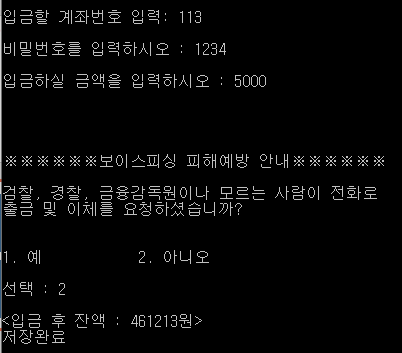 입금할 계좌번호 입력: 113
비밀번호를 입력하시오 : 1234
입금하실 금액을 입력하시오 : 5000
※※※※※※보이스피싱 피해예방 안내※※※※※※
검찰, 경찰, 금융감독원이나 모르는 사람이 전화로
출금 및 이체를 요청하셨습니까?
1. 예 2. 아니오
선택 : 2
<입금 후 잔액 : 461213원>
저장완료